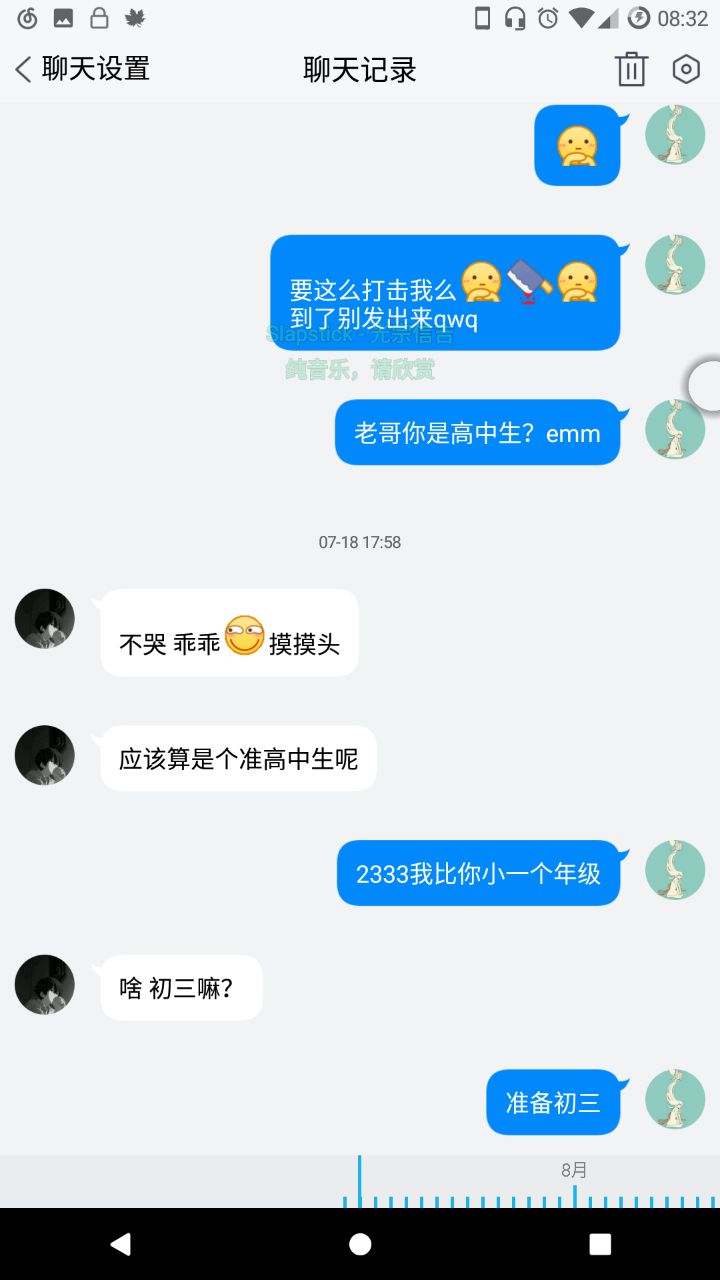 08:32
聊天设置
聊天记录
要这么打击我么
到了别发出来qwq
Slapstick - 先崇信吉
纯音乐，请欣赏
老哥你是高中生？emm
07-18 17:58
不哭 乖乖 摸摸头
应该算是个准高中生呢
2333我比你小一个年级
啥 初三嘛？
准备初三
8月